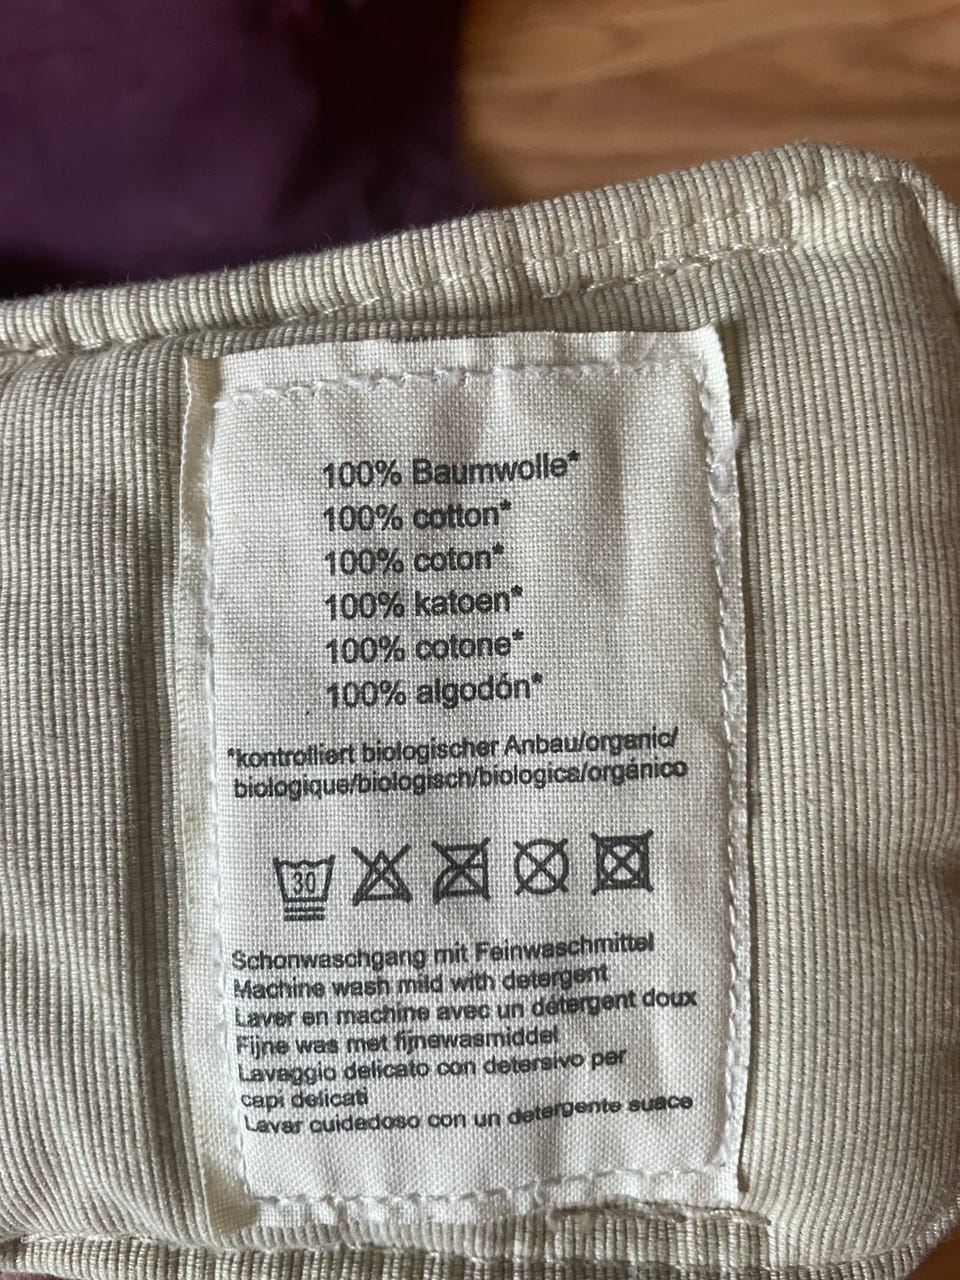 100% Baumwolle*
100% cotton*
100% coton*
100% katoen*
100% cotone*
100% algodón*
*kontrolliert biologischer Anbau/organic/
biologique/biologisch/biologica/orgánico
30
Schonwaschgang mit Feinwaschmittel
Machine wash mild with detergent
Laver en machine avec un détergent doux
Fijne was met fijnewasmiddel
Lavaggio delicato con detersivo per
capi delicati
Lavar cuidadoso con un detergente suace